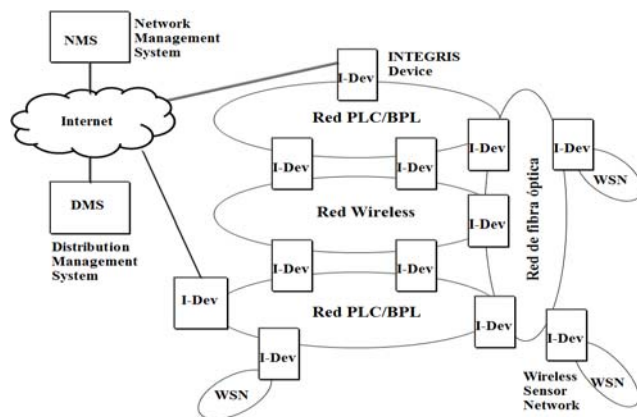 NMS
Network
Management
System
I-Dev
INTEGRIS
Device
Internet
Red PLC/BPL
I-Dev
I-Dev
I-Dev
I-Dev
WSN
DMS
Distribution
Management
System
Red Wireless
I-Dev
Red de fibra óptica
I-Dev
I-Dev
I-Dev
Red PLC/BPL
I-Dev
I-Dev
I-Dev
WSN
WSN
Wireless
Sensor
Network